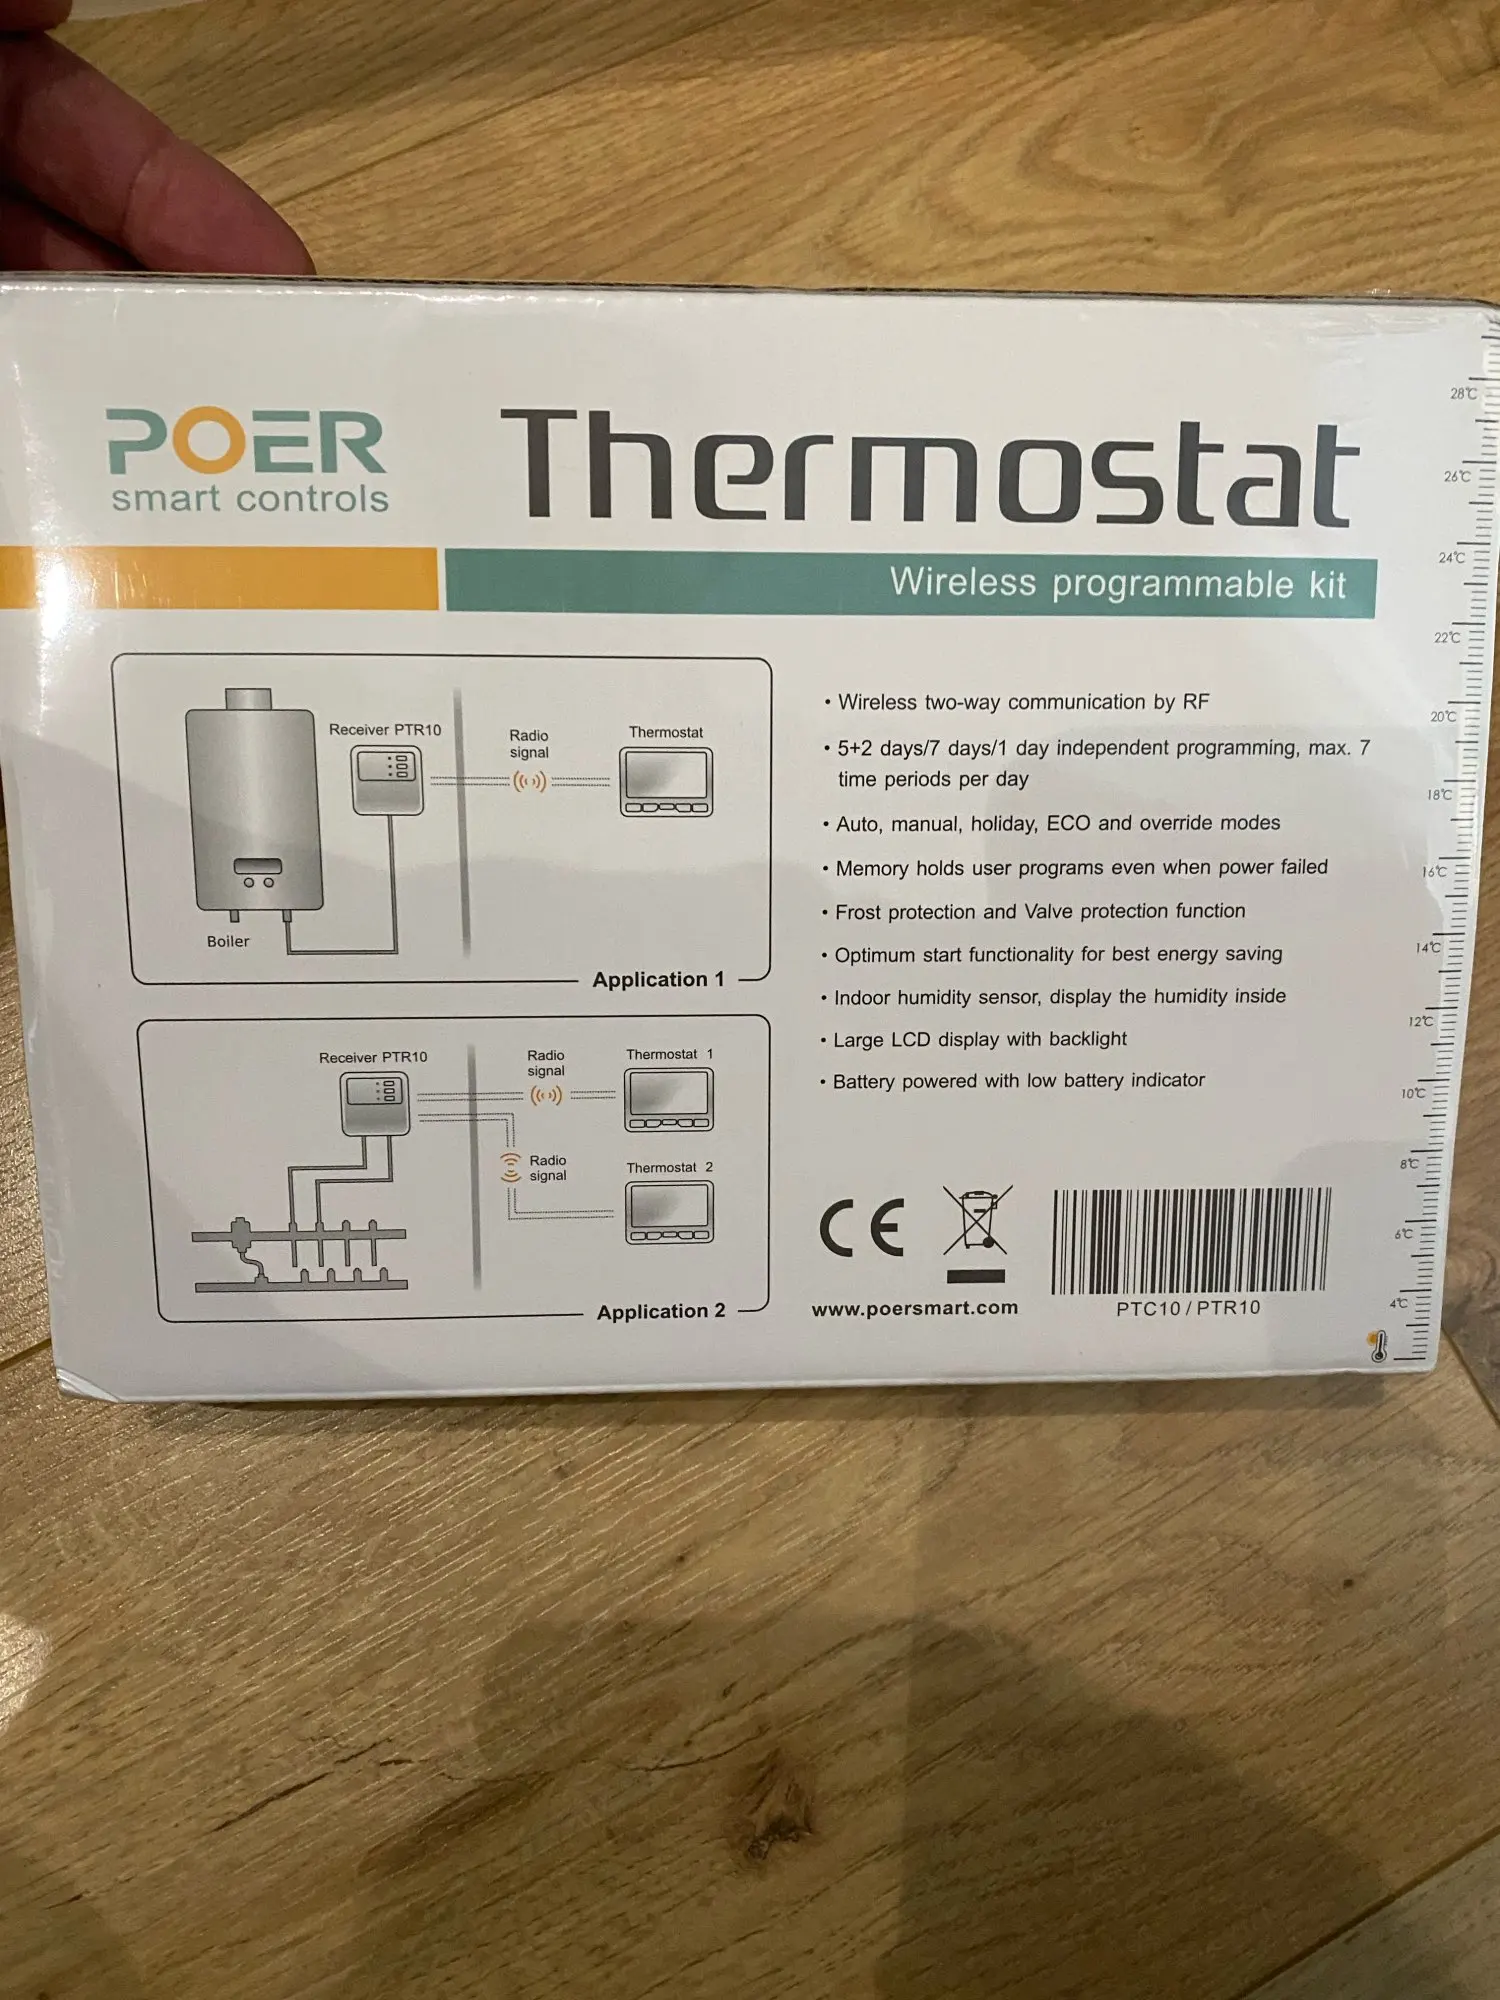 POER
smart controls
Thermostat
Wireless programmable kit
Receiver PTR10
Radio
signal
Thermostat
Boiler
Application 1
Receiver PTR10
Radio
signal
Thermostat 1
Radio
signal
Thermostat 2
Application 2
• Wireless two-way communication by RF
• 5+2 days/7 days/1 day independent programming, max. 7
time periods per day
• Auto, manual, holiday, ECO and override modes
• Memory holds user programs even when power failed
• Frost protection and Valve protection function
• Optimum start functionality for best energy saving
• Indoor humidity sensor, display the humidity inside
• Large LCD display with backlight
• Battery powered with low battery indicator
CE
www.poersmart.com
PTC10 / PTR10
28℃
26℃
24℃
22℃
20℃
18℃
16℃
14℃
12℃
10℃
8℃
6℃
4℃